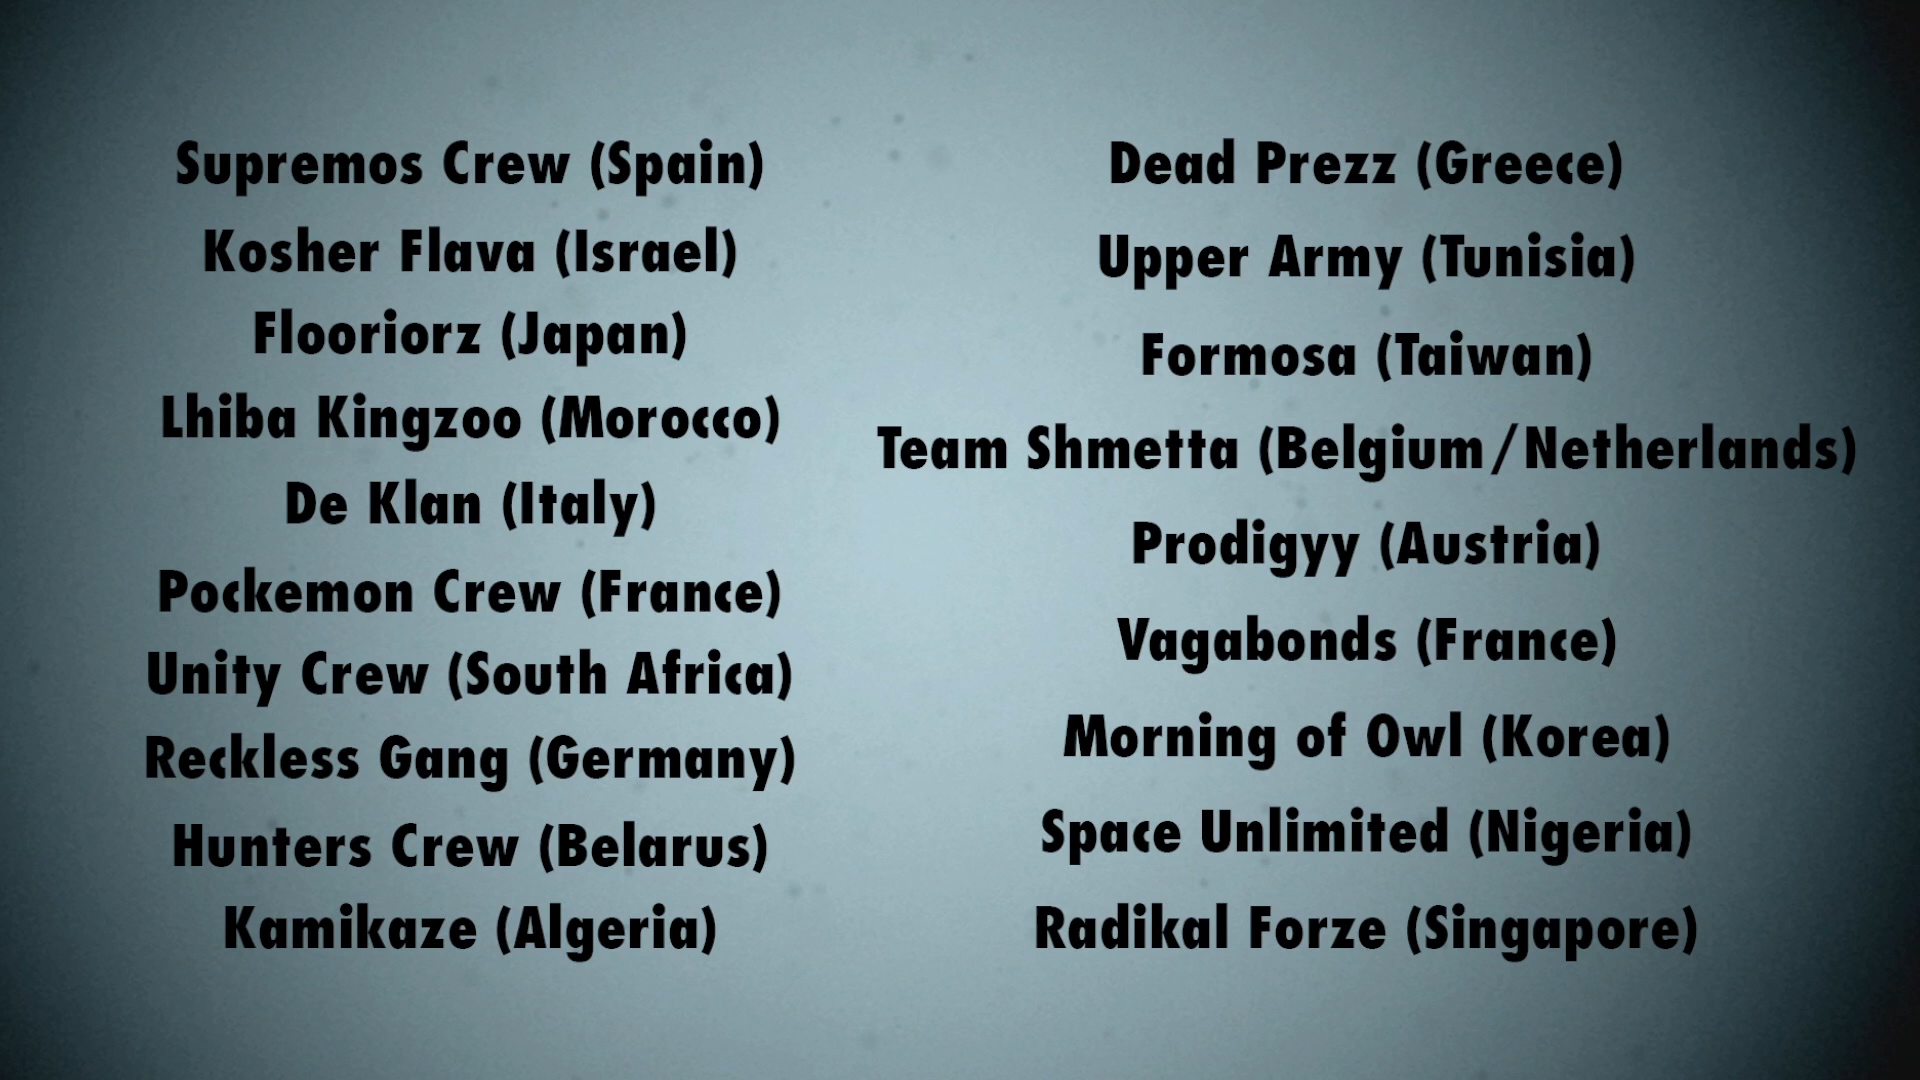 Supremos Crew (Spain)
Kosher Flava (Israel)
Flooriorz (Japan)
Lhiba Kingzoo (Morocco)
De Klan (Italy)
Pockemon Crew (France)
Unity Crew (South Africa)
Reckless Gang (Germany)
Hunters Crew (Belarus)
Kamikaze (Algeria)
Dead Prezz (Greece)
Upper Army (Tunisia)
Formosa (Taiwan)
Team Shmetta (Belgium/Netherlands)
Prodigyy (Austria)
Vagabonds (France)
Morning of Owl (Korea)
Space Unlimited (Nigeria)
Radikal Forze (Singapore)